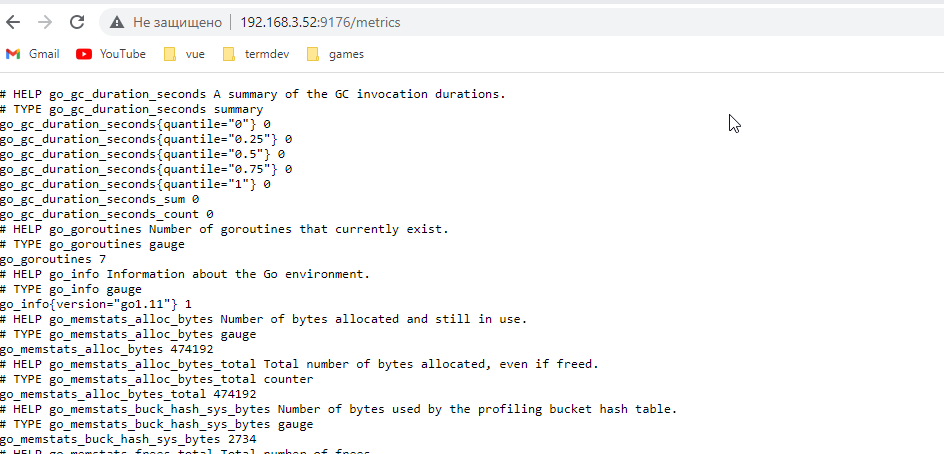 Не защищено 192.168.3.52:9176/metrics
Gmail YouTube vue termdev games
# HELP go_gc_duration_seconds A summary of the GC invocation durations.
# TYPE go_gc_duration_seconds summary
go_gc_duration_seconds{quantile="0"} 0
go_gc_duration_seconds{quantile="0.25"} 0
go_gc_duration_seconds{quantile="0.5"} 0
go_gc_duration_seconds{quantile="0.75"} 0
go_gc_duration_seconds{quantile="1"} 0
go_gc_duration_seconds_sum 0
go_gc_duration_seconds_count 0
# HELP go_goroutines Number of goroutines that currently exist.
# TYPE go_goroutines gauge
go_goroutines 7
# HELP go_info Information about the Go environment.
# TYPE go_info gauge
go_info{version="go1.11"} 1
# HELP go_memstats_alloc_bytes Number of bytes allocated and still in use.
# TYPE go_memstats_alloc_bytes gauge
go_memstats_alloc_bytes 474192
# HELP go_memstats_alloc_bytes_total Total number of bytes allocated, even if freed.
# TYPE go_memstats_alloc_bytes_total counter
go_memstats_alloc_bytes_total 474192
# HELP go_memstats_buck_hash_sys_bytes Number of bytes used by the profiling bucket hash table.
# TYPE go_memstats_buck_hash_sys_bytes gauge
go_memstats_buck_hash_sys_bytes 2734
# HELP go_memstats_frees_total Total number of frees